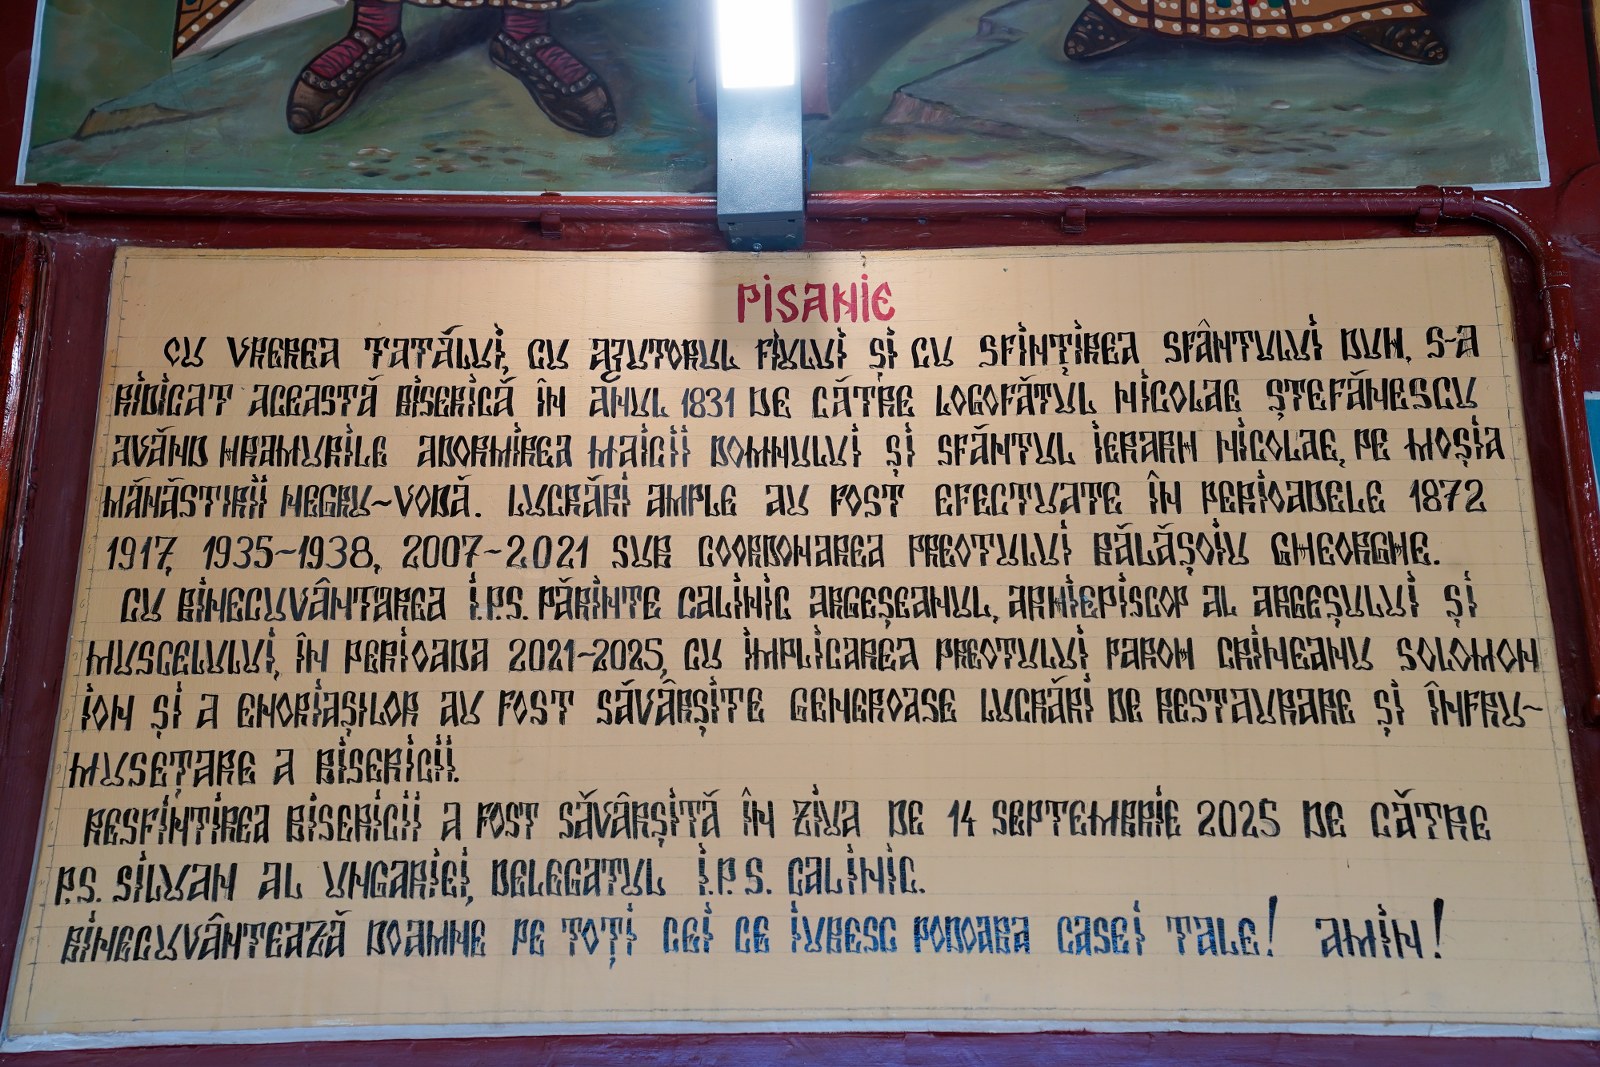 PISANIE
CU VREREA TATĂLUI, CU AJUTORUL FIULUI ȘI CU SFINȚIREA SFÂNTULUI DUH, S-A
RIDICAT ACEASTĂ BISERICĂ ÎN ANUL 1831 DE CĂTRE LOGOFĂTUL NICOLAE ȘTEFĂNESCU
AVĂND HRAMURILE ADORMIREA MAICII DOMNULUI ȘI SFĂNTUL IERARH NICOLAE, PE MOȘIA
MĂNĂSTIRII NEGRU-VODĂ. LUCRĂRI AMPLE AU FOST EFECTUATE ÎN PERIOADELE 1872
1917, 1935-1938, 2007-2021 SUB COORDONAREA PREOTULUI BĂLĂȘOIU GHEORGHE.
CU BINECUVÂNTAREA I.P.S. PĂRINTE CALINIC ARGEȘEANUL, ARHIEPISCOP AL ARGEȘULUI ȘI
MUSCELULUI, ÎN PERIOADA 2021-2025, CU IMPLICAREA PREOTULUI PAROH CRINEANU SOLOMON
ION ȘI A ENORIAȘILOR AU FOST SĂVÂRȘITE GENEROASE LUCRĂRI DE RESTAURARE ȘI ÎNFRU-
MUSEȚARE A BISERICII.
RESFINȚIREA BISERICII A FOST SĂVÂRȘITĂ ÎN ZIUA DE 14 SEPTEMBRIE 2025 DE CĂTRE
P.S. SILUAN AL UNGARIEI, DELEGATUL I.P.S. CALINIC.
BINECUVÂNTEAZĂ DOAMNE PE TOȚI CEI CE IUBESC PODOABA CASEI TALE! AMIN!